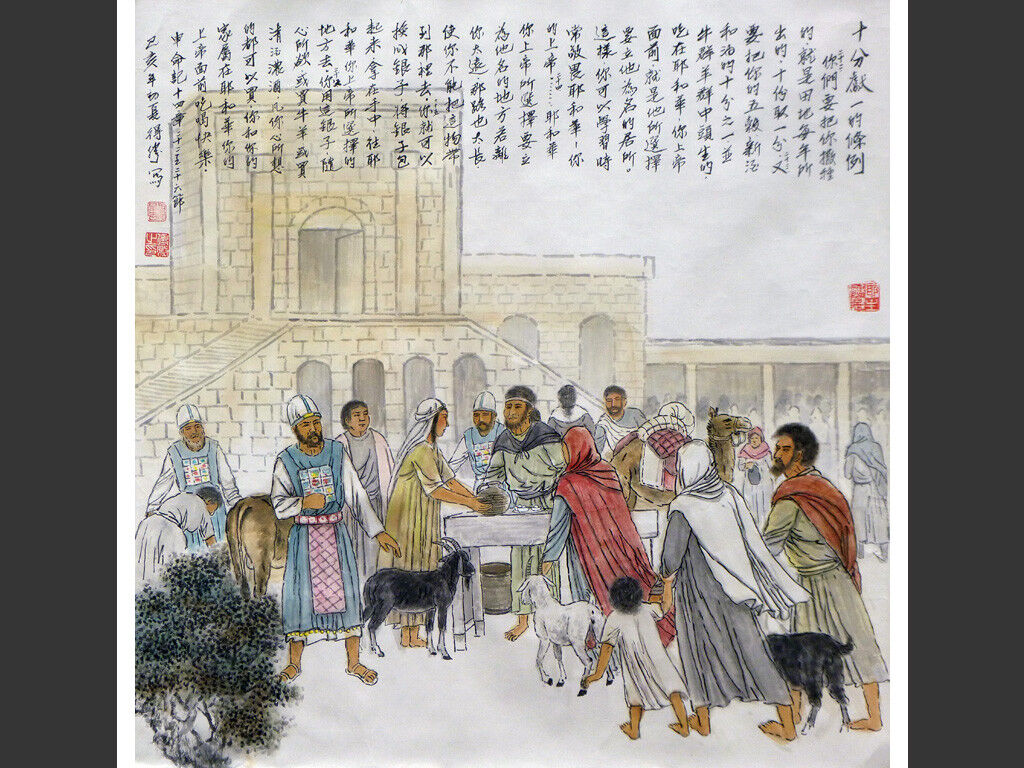 十分獻一的條例
你們要把你撒種
的,就是田地每年所
出的,十份取一分,又
要把你的五穀新酒
和油的十分之一並
牛群羊群中頭生的,
吃在耶和華你上帝
面前,就是他所選擇
要立他為名的居所。
這樣,你可以學習時
常敬畏耶和華—你
的上帝……耶和華
你上帝所選擇要立
為他名的地方若離
你太遠,那路也太長
使你不能把這物帶
到那裡去,你就可以
換成銀子,將銀子包
起來,拿在手中,往耶
和華你上帝所選擇的
地方去,你用這銀子,隨
心所欲,或買牛羊,或買
清酒濃酒,凡你心所想
的都可以買,你和你的
家屬在耶和華你的
上帝面前吃喝快樂.
申命記十四章二十二至二十六節
己亥年